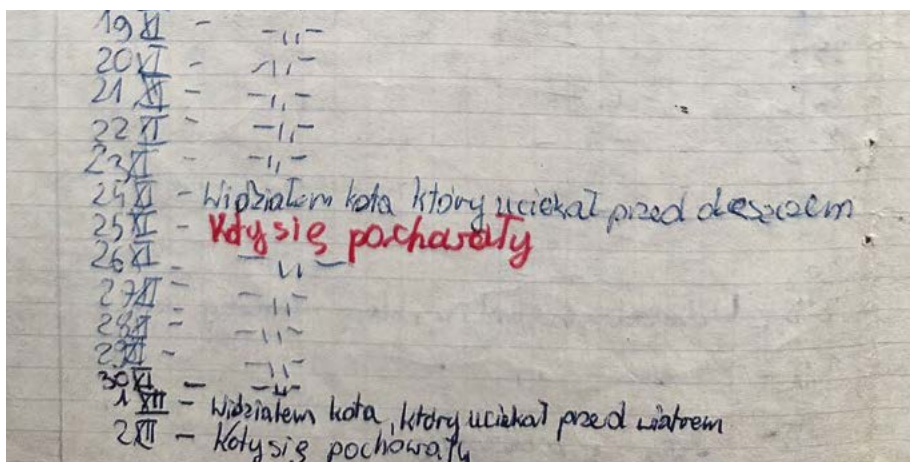 19 XI - -,,-
20 XI - -,,-
21 XI - -,,-
22 XI - -,,-
23 XI - -,,-
24 XI - Widziałem kota, który uciekał przed deszczem
25 XI - Koty się pochowały
26 XI - -,,-
27 XI - -,,-
28 XI - -,,-
29 XI - -,,-
30 XI - -,,-
1 XII - Widziałem kota, który uciekał przed wiatrem
2 XII - Koty się pochowały